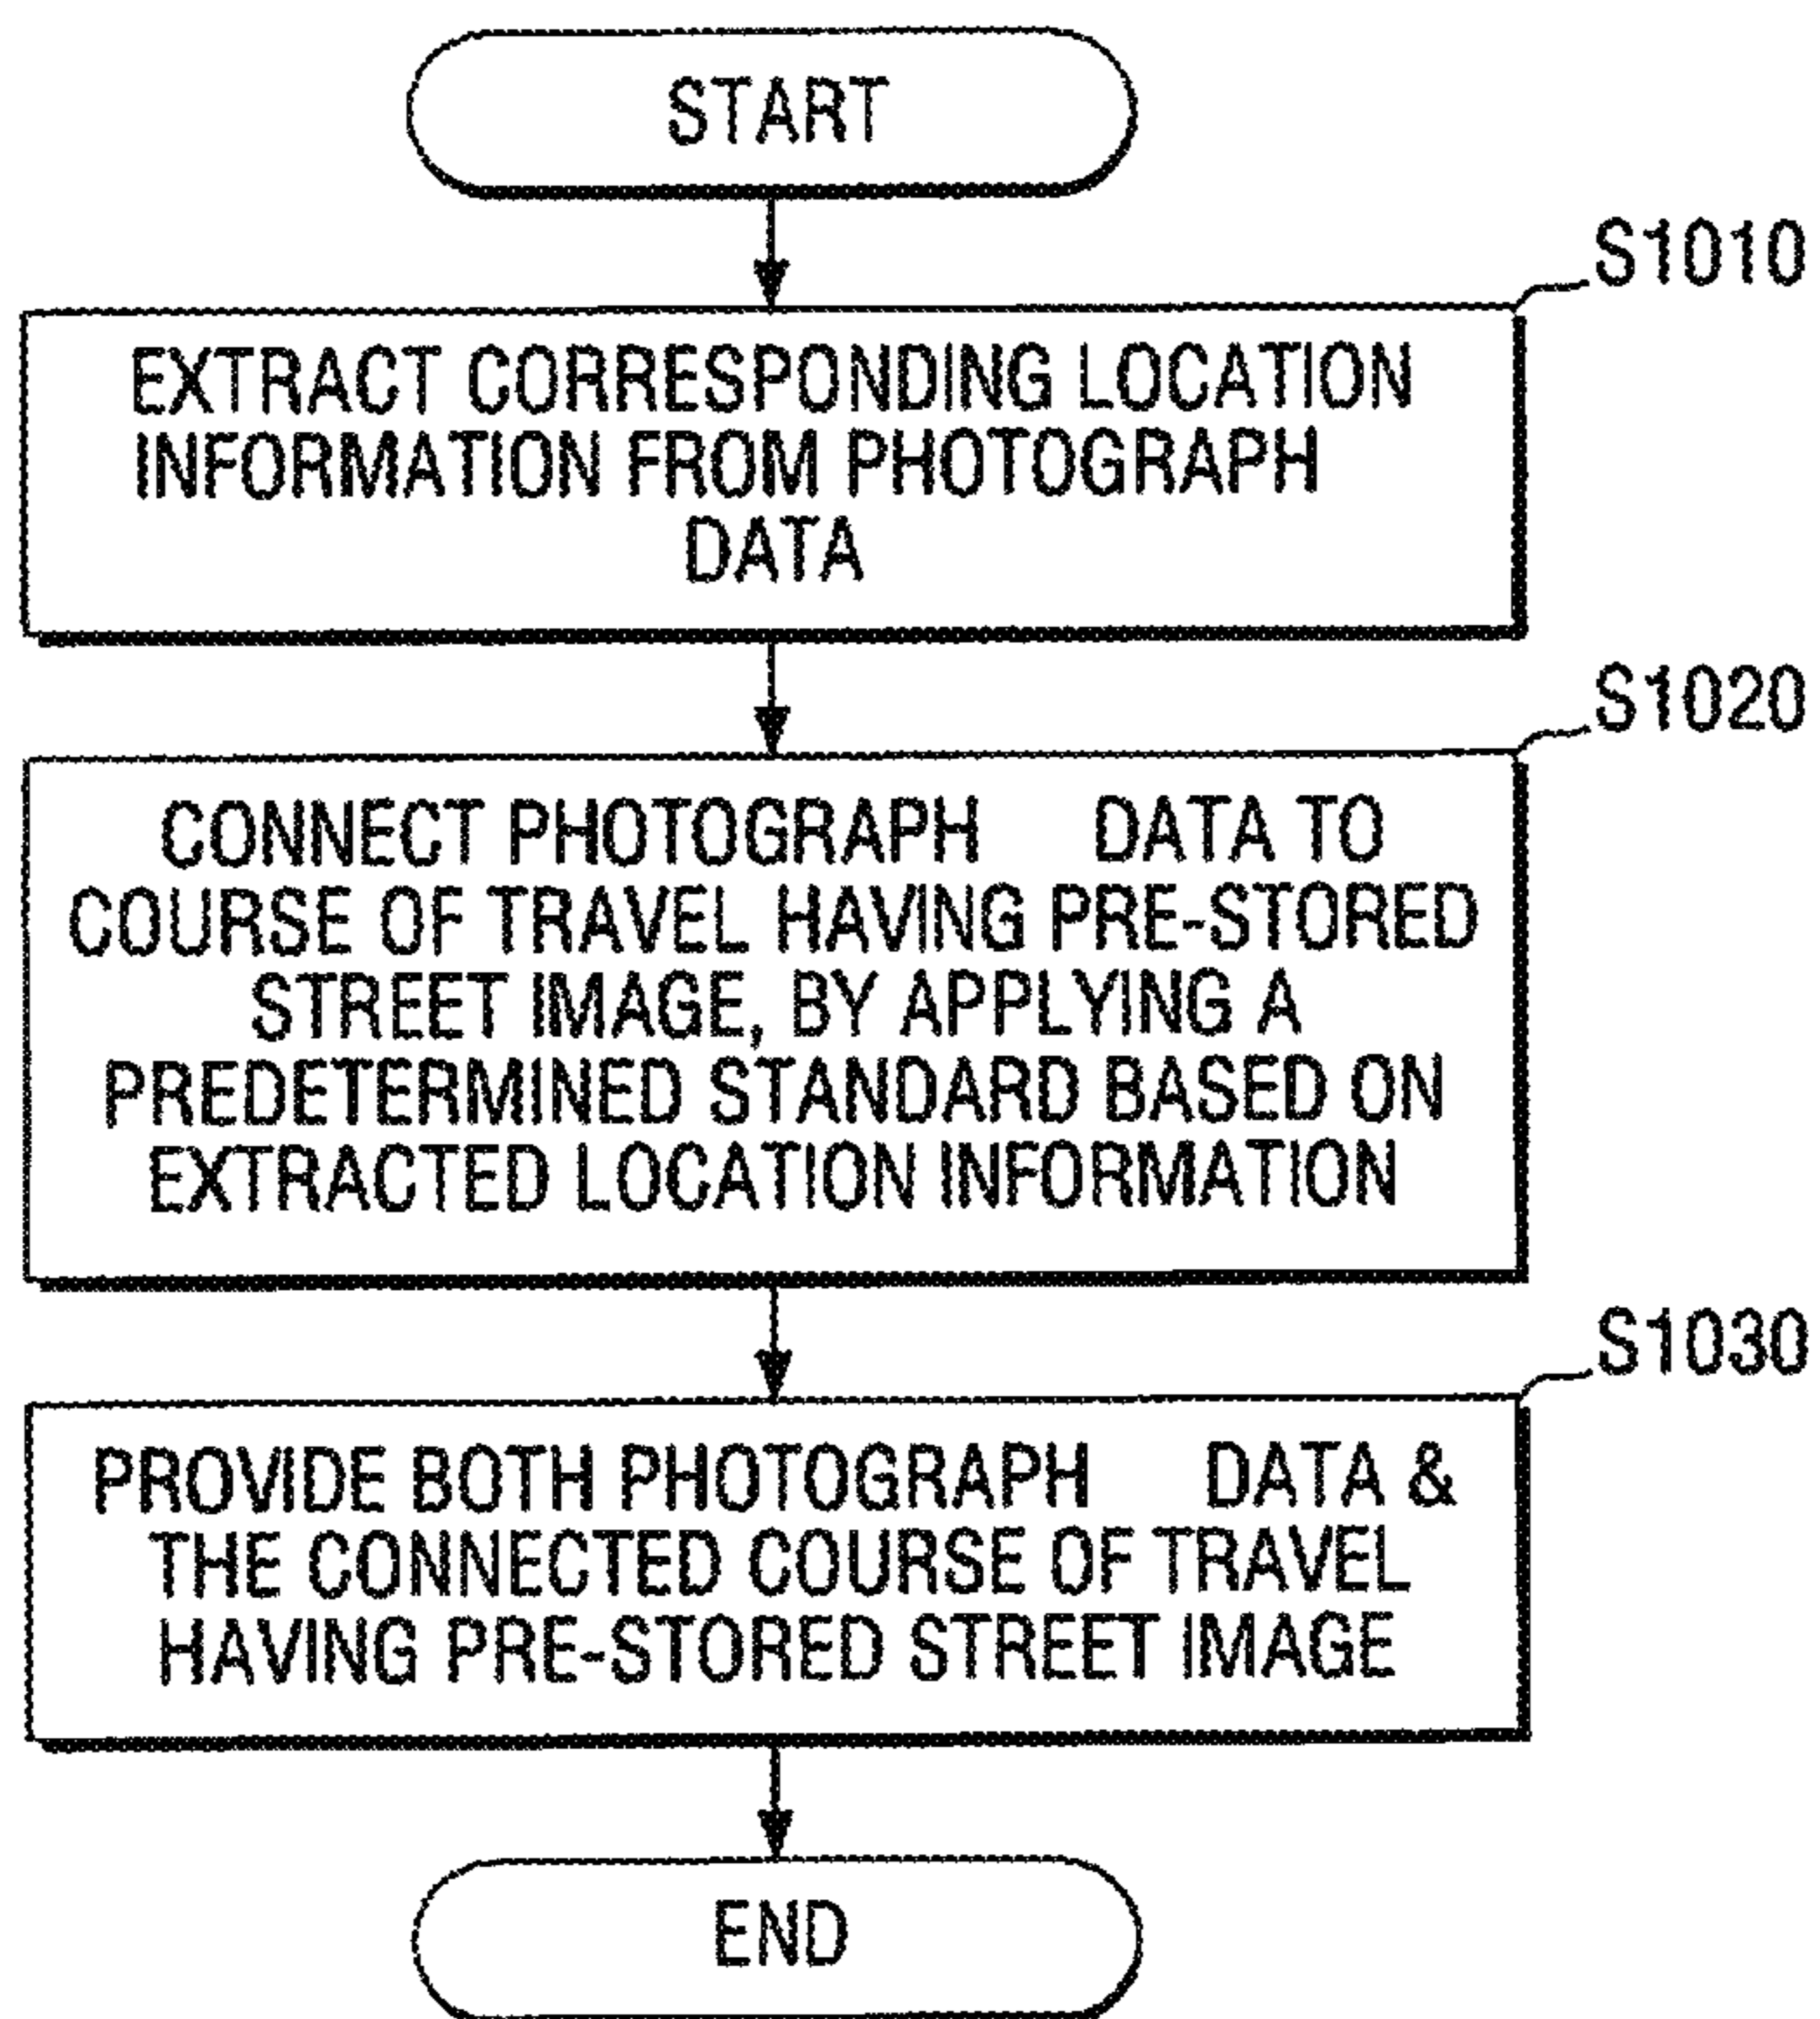 START
S1010
EXTRACT CORRESPONDING LOCATION
INFORMATION FROM PHOTOGRAPH
DATA
S1020
CONNECT PHOTOGRAPH DATA TO
COURSE OF TRAVEL HAVING PRE-STORED
STREET IMAGE, BY APPLYING A
PREDETERMINED STANDARD BASED ON
EXTRACTED LOCATION INFORMATION
S1030
PROVIDE BOTH PHOTOGRAPH DATA &
THE CONNECTED COURSE OF TRAVEL
HAVING PRE-STORED STREET IMAGE
END